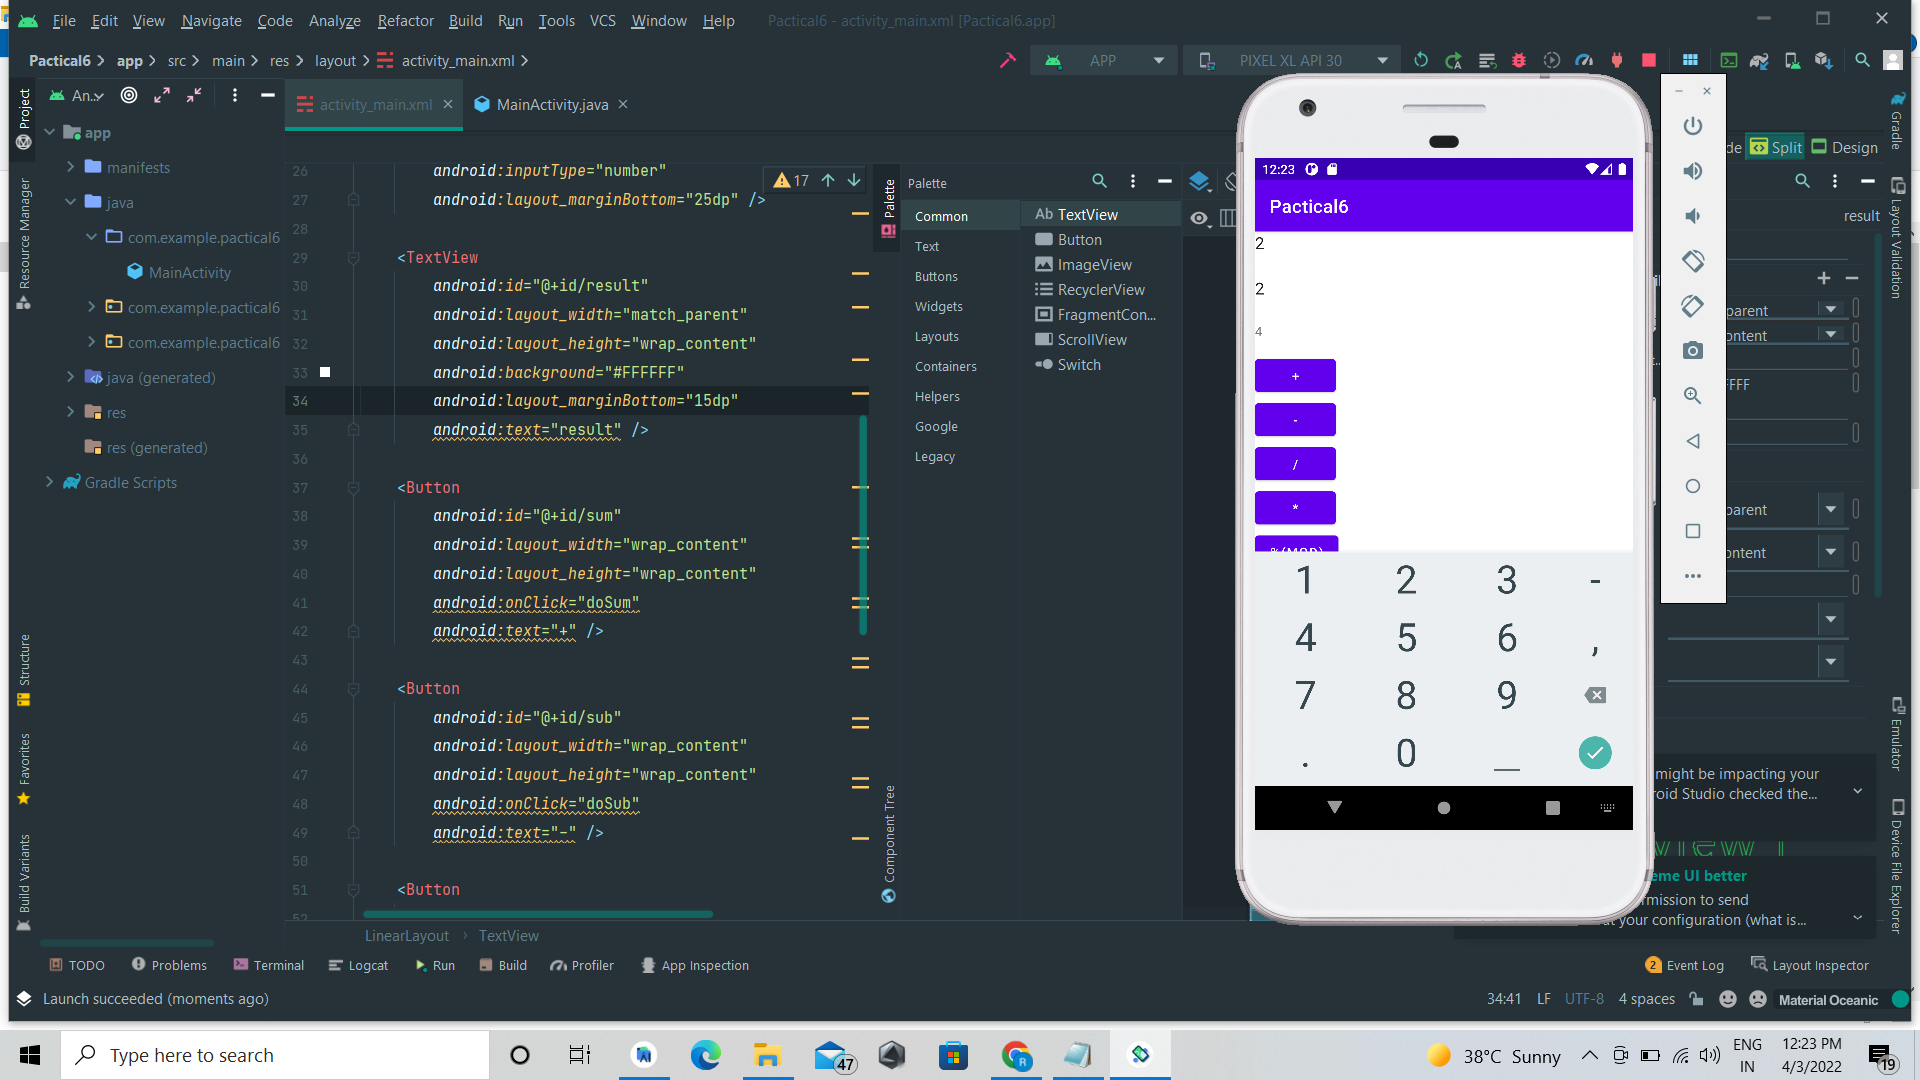 File Edit View Navigate Code Analyze Refactor Build Run Tools VCS Window Help Pactical6 - activity_main.xml [Pactical6.app]
Pactical6 app src main res layout activity_main.xml APP PIXEL XL API 30
Project
An..
activity_main.xml MainActivity.java
app
manifests
java
com.example.pactical6
MainActivity
com.example.pactical6
com.example.pactical6
java (generated)
res
res (generated)
Gradle Scripts
Resource Manager
Structure
Favorites
Build Variants
26 android:inputType="number"
27 android:layout_marginBottom="25dp" />
28
29 <TextView
30 android:id="@+id/result"
31 android:layout_width="match_parent"
32 android:layout_height="wrap_content"
33 android:background="#FFFFFF"
34 android:layout_marginBottom="15dp"
35 android:text="result" />
36
37 <Button
38 android:id="@+id/sum"
39 android:layout_width="wrap_content"
40 android:layout_height="wrap_content"
41 android:onClick="doSum"
42 android:text="+" />
43
44 <Button
45 android:id="@+id/sub"
46 android:layout_width="wrap_content"
47 android:layout_height="wrap_content"
48 android:onClick="doSub"
49 android:text="-" />
50
51 <Button
52
17
Palette
Component Tree
Palette
Common
Text
Buttons
Widgets
Layouts
Containers
Helpers
Google
Legacy
Ab TextView
Button
ImageView
RecyclerView
FragmentCon...
ScrollView
Switch
12:23
Pactical6
2
2
4
+
-
/
*
%(MOD)
1 2 3 -
4 5 6 ,
7 8 9
. 0 _
de Split Design
result
parent
ontent
FFF
parent
ontent
might be impacting your
roid Studio checked the...
eme UI better
rmission to send
t your configuration (what is...
Gradle
Layout Validation
Emulator
Device File Explorer
LinearLayout TextView
TODO Problems Terminal Logcat Run Build Profiler App Inspection 2 Event Log Layout Inspector
Launch succeeded (moments ago) 34:41 LF UTF-8 4 spaces Material Oceanic
Type here to search 47 38°C Sunny ENG 12:23 PM
IN 4/3/2022 19